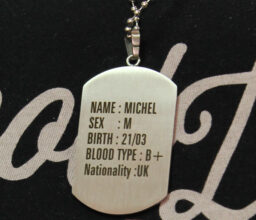 NAME : MICHEL
SEX : M
BIRTH : 21/03
BLOOD TYPE : B+
Nationality :UK